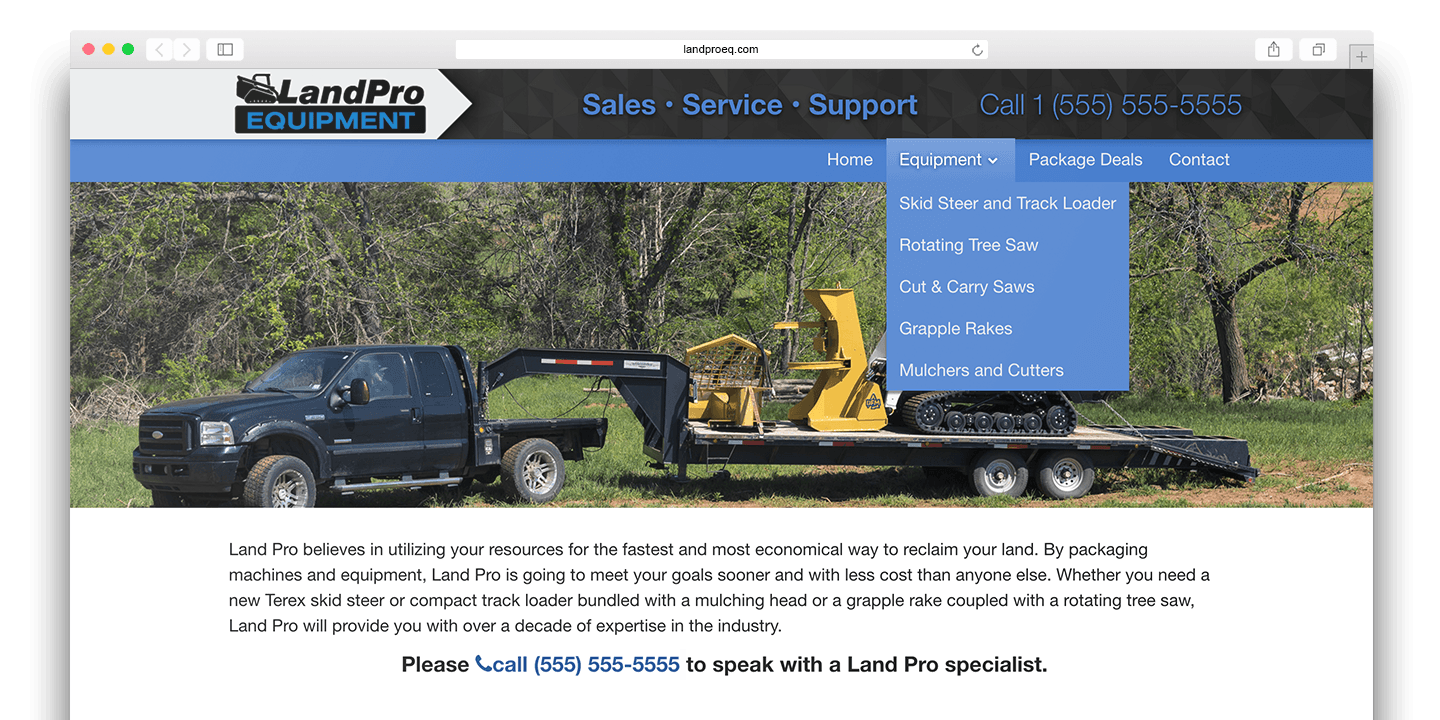 landproeq.com
LandPro
EQUIPMENT
Sales • Service • Support
Call 1 (555) 555-5555
Home
Equipment
Package Deals
Contact
Skid Steer and Track Loader
Rotating Tree Saw
Cut & Carry Saws
Grapple Rakes
Mulchers and Cutters
DFM
Land Pro believes in utilizing your resources for the fastest and most economical way to reclaim your land. By packaging
machines and equipment, Land Pro is going to meet your goals sooner and with less cost than anyone else. Whether you need a
new Terex skid steer or compact track loader bundled with a mulching head or a grapple rake coupled with a rotating tree saw,
Land Pro will provide you with over a decade of expertise in the industry.
Please call (555) 555-5555 to speak with a Land Pro specialist.